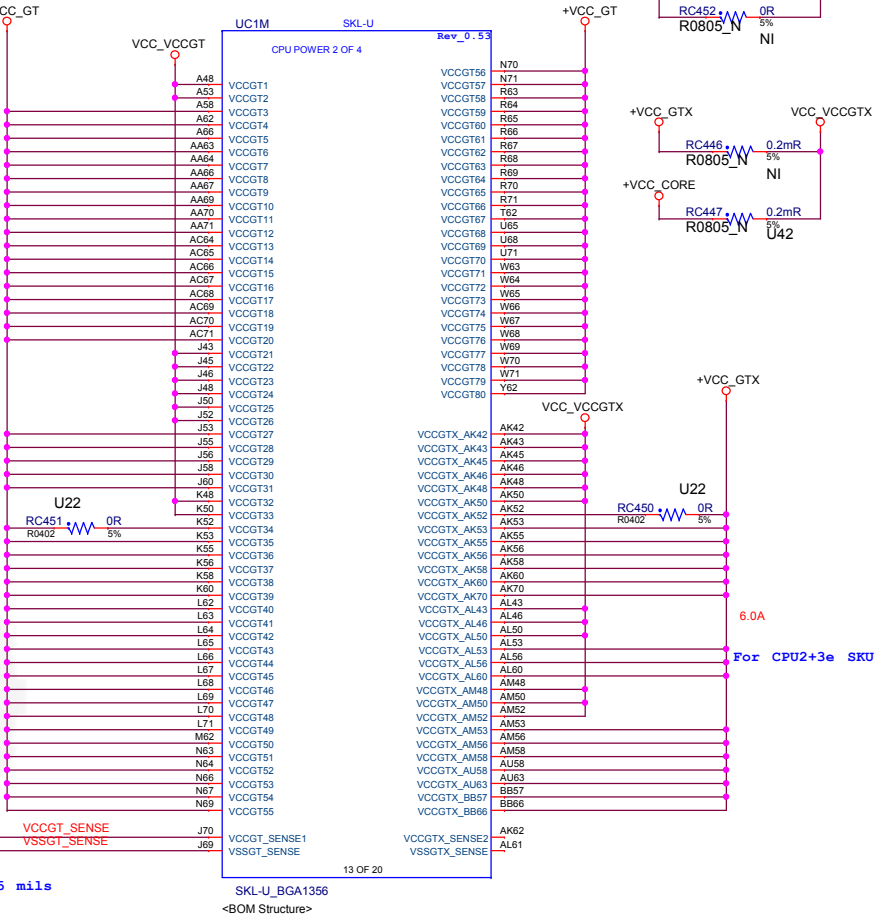 CC_GT
UC1M SKL-U
+VCC_GT
RC452 0R
R0805_N 5%
NI
Rev_0.53
CPU POWER 2 OF 4
VCC_VCCGT
+VCC_GTX VCC_VCCGTX
RC446 0.2mR
R0805_N 5%
NI
+VCC_CORE
RC447 0.2mR
R0805_N 5%
U42
A48 VCCGT1
A53 VCCGT2
A58 VCCGT3
A62 VCCGT4
A66 VCCGT5
AA63 VCCGT6
AA64 VCCGT7
AA66 VCCGT8
AA67 VCCGT9
AA69 VCCGT10
AA70 VCCGT11
AA71 VCCGT12
AC64 VCCGT13
AC65 VCCGT14
AC66 VCCGT15
AC67 VCCGT16
AC68 VCCGT17
AC69 VCCGT18
AC70 VCCGT19
AC71 VCCGT20
J43 VCCGT21
J45 VCCGT22
J46 VCCGT23
J48 VCCGT24
J50 VCCGT25
J52 VCCGT26
J53 VCCGT27
J55 VCCGT28
J56 VCCGT29
J58 VCCGT30
J60 VCCGT31
K48 VCCGT32
K50 VCCGT33
U22
RC451 0R
R0402 5%
K52 VCCGT34
K53 VCCGT35
K55 VCCGT36
K56 VCCGT37
K58 VCCGT38
K60 VCCGT39
L62 VCCGT40
L63 VCCGT41
L64 VCCGT42
L65 VCCGT43
L66 VCCGT44
L67 VCCGT45
L68 VCCGT46
L69 VCCGT47
L70 VCCGT48
L71 VCCGT49
M62 VCCGT50
N63 VCCGT51
N64 VCCGT52
N66 VCCGT53
N67 VCCGT54
N69 VCCGT55
VCCGT_SENSE J70 VCCGT_SENSE1
VSSGT_SENSE J69 VSSGT_SENSE
VCCGT56 N70
VCCGT57 N71
VCCGT58 R63
VCCGT59 R64
VCCGT60 R65
VCCGT61 R66
VCCGT62 R67
VCCGT63 R68
VCCGT64 R69
VCCGT65 R70
VCCGT66 R71
VCCGT67 T62
VCCGT68 U65
VCCGT69 U68
VCCGT70 U71
VCCGT71 W63
VCCGT72 W64
VCCGT73 W65
VCCGT74 W66
VCCGT75 W67
VCCGT76 W68
VCCGT77 W69
VCCGT78 W70
VCCGT79 W71
VCCGT80 Y62
+VCC_GTX
VCC_VCCGTX
VCCGTX_AK42 AK42
VCCGTX_AK43 AK43
VCCGTX_AK45 AK45
VCCGTX_AK46 AK46
VCCGTX_AK48 AK48
VCCGTX_AK50 AK50
VCCGTX_AK52 AK52
U22
RC450 0R
R0402 5%
VCCGTX_AK53 AK53
VCCGTX_AK55 AK55
VCCGTX_AK56 AK56
VCCGTX_AK58 AK58
VCCGTX_AK60 AK60
VCCGTX_AK70 AK70
VCCGTX_AL43 AL43
VCCGTX_AL46 AL46
VCCGTX_AL50 AL50
VCCGTX_AL53 AL53
VCCGTX_AL56 AL56
VCCGTX_AL60 AL60
VCCGTX_AM48 AM48
VCCGTX_AM50 AM50
VCCGTX_AM52 AM52
VCCGTX_AM53 AM53
VCCGTX_AM56 AM56
VCCGTX_AM58 AM58
VCCGTX_AU58 AU58
VCCGTX_AU63 AU63
VCCGTX_BB57 BB57
VCCGTX_BB66 BB66
VCCGTX_SENSE2 AK62
VSSGTX_SENSE AL61
6.0A
For CPU2+3e SKU
13 OF 20
mils
SKL-U_BGA1356
<BOM Structure>